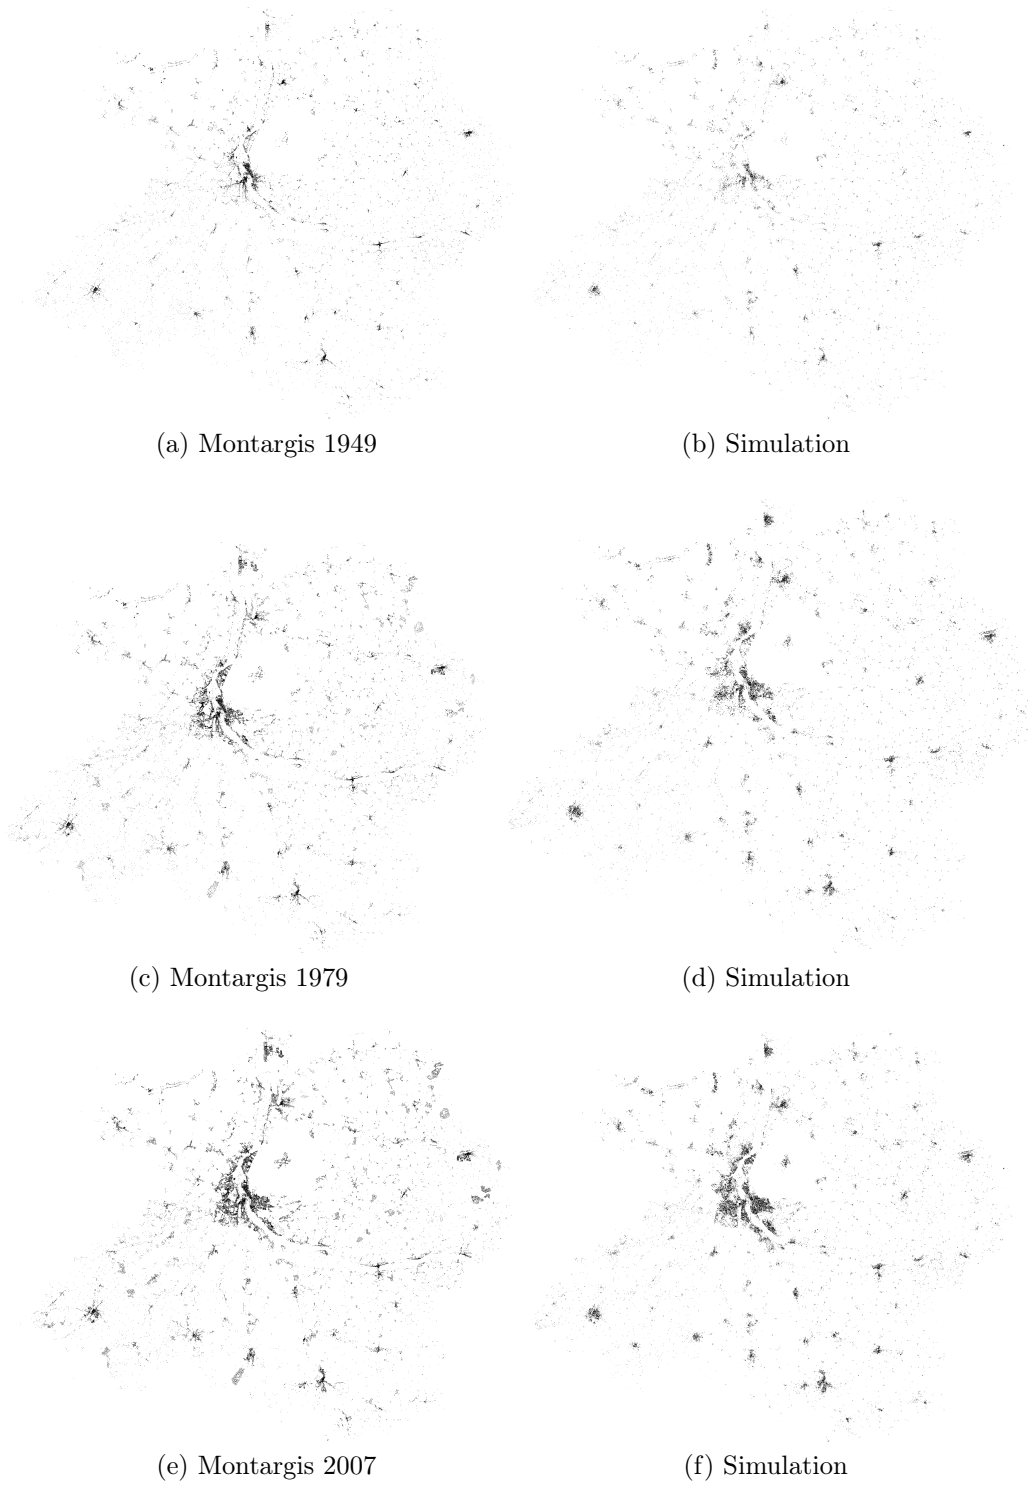 (a) Montargis 1949
(b) Simulation
(c) Montargis 1979
(d) Simulation
(e) Montargis 2007
(f) Simulation